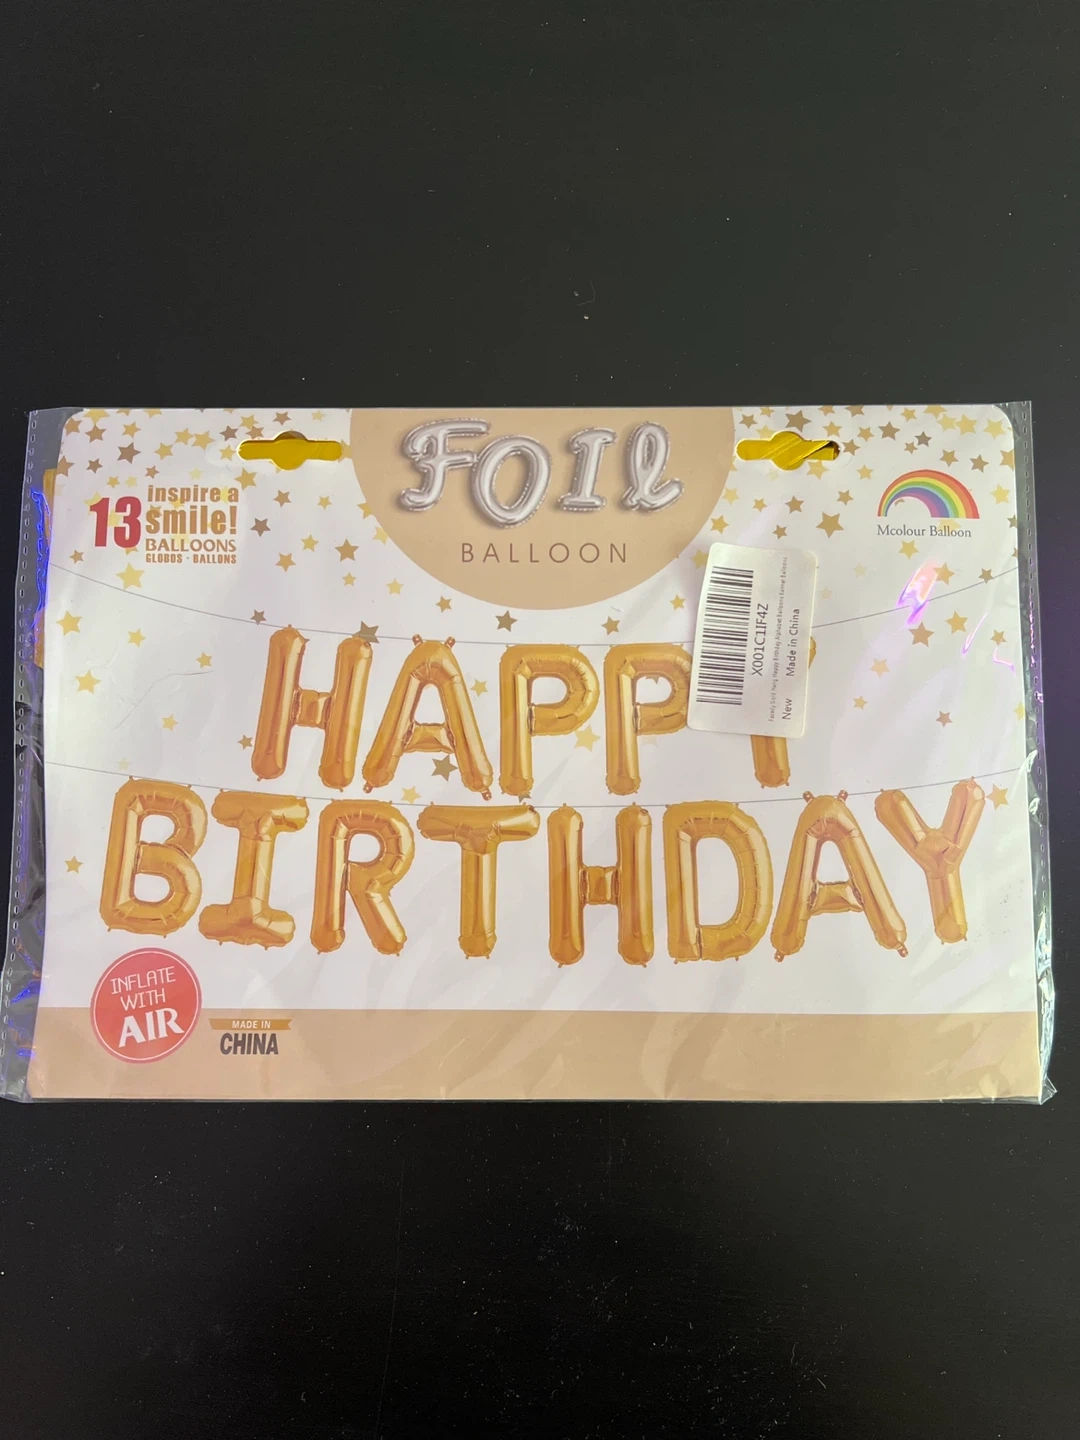 FOIL
BALLOON
13
inspire a
smile!
BALLOONS
GLOBOS - BALLONS
Mcolour Balloon
X001C1IF4Z
New
Made in China
HAPPY
BIRTHDAY
INFLATE
WITH
AIR
MADE IN
CHINA